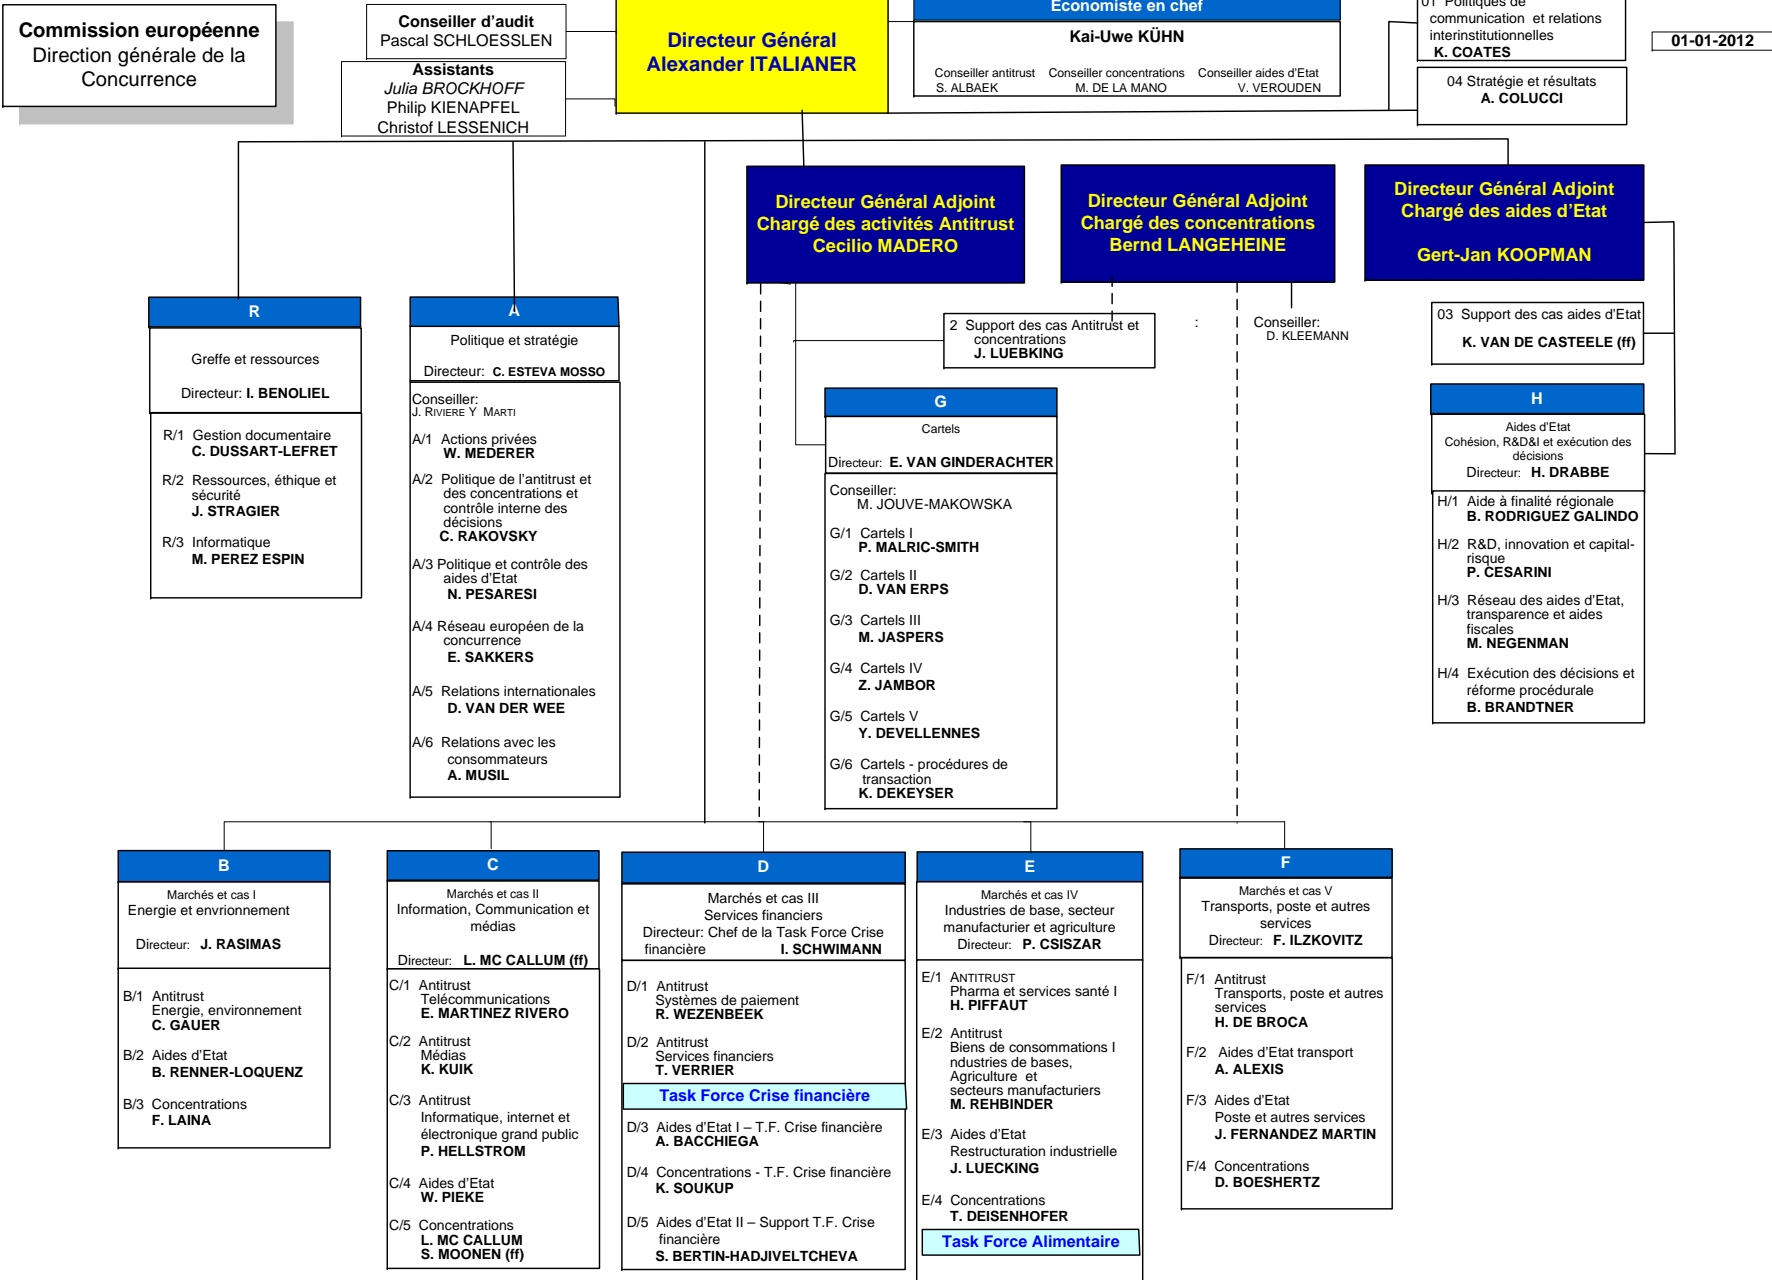 Commission européenne
Direction générale de la
Concurrence
Conseiller d'audit
Pascal SCHLOESSLEN
Assistants
Julia BROCKHOFF
Philip KIENAPFEL
Christof LESSENICH
Directeur Général
Alexander ITALIANER
Economiste en chef
Kai-Uwe KÜHN
Conseiller antitrust Conseiller concentrations Conseiller aides d'Etat
S. ALBAEK M. DE LA MANO V. VEROUDEN
01 Politiques de
communication et relations
interinstitutionnelles
K. COATES
04 Stratégie et résultats
A. COLUCCI
01-01-2012
Directeur Général Adjoint
Chargé des activités Antitrust
Cecilio MADERO
Directeur Général Adjoint
Chargé des concentrations
Bernd LANGEHEINE
Directeur Général Adjoint
Chargé des aides d'Etat
Gert-Jan KOOPMAN
2 Support des cas Antitrust et
concentrations
J. LUEBKING
:
Conseiller:
D. KLEEMANN
03 Support des cas aides d'Etat
K. VAN DE CASTEELE (ff)
R
Greffe et ressources
Directeur: I. BENOLIEL
R/1 Gestion documentaire
C. DUSSART-LEFRET
R/2 Ressources, éthique et
sécurité
J. STRAGIER
R/3 Informatique
M. PEREZ ESPIN
A
Politique et stratégie
Directeur: C. ESTEVA MOSSO
Conseiller:
J. RIVIERE Y MARTI
A/1 Actions privées
W. MEDERER
A/2 Politique de l'antitrust et
des concentrations et
contrôle interne des
décisions
C. RAKOVSKY
A/3 Politique et contrôle des
aides d'Etat
N. PESARESI
A/4 Réseau européen de la
concurrence
E. SAKKERS
A/5 Relations internationales
D. VAN DER WEE
A/6 Relations avec les
consommateurs
A. MUSIL
G
Cartels
Directeur: E. VAN GINDERACHTER
Conseiller:
M. JOUVE-MAKOWSKA
G/1 Cartels I
P. MALRIC-SMITH
G/2 Cartels II
D. VAN ERPS
G/3 Cartels III
M. JASPERS
G/4 Cartels IV
Z. JAMBOR
G/5 Cartels V
Y. DEVELLENNES
G/6 Cartels - procédures de
transaction
K. DEKEYSER
H
Aides d'Etat
Cohésion, R&D&I et exécution des
décisions
Directeur: H. DRABBE
H/1 Aide à finalité régionale
B. RODRIGUEZ GALINDO
H/2 R&D, innovation et capital-
risque
P. CESARINI
H/3 Réseau des aides d'Etat,
transparence et aides
fiscales
M. NEGENMAN
H/4 Exécution des décisions et
réforme procédurale
B. BRANDTNER
B
Marchés et cas I
Energie et envrionnement
Directeur: J. RASIMAS
B/1 Antitrust
Energie, environnement
C. GAUER
B/2 Aides d'Etat
B. RENNER-LOQUENZ
B/3 Concentrations
F. LAINA
C
Marchés et cas II
Information, Communication et
médias
Directeur: L. MC CALLUM (ff)
C/1 Antitrust
Telécommunications
E. MARTINEZ RIVERO
C/2 Antitrust
Médias
K. KUIK
C/3 Antitrust
Informatique, internet et
électronique grand public
P. HELLSTROM
C/4 Aides d'Etat
W. PIEKE
C/5 Concentrations
L. MC CALLUM
S. MOONEN (ff)
D
Marchés et cas III
Services financiers
Directeur: Chef de la Task Force Crise
financière I. SCHWIMANN
D/1 Antitrust
Systèmes de paiement
R. WEZENBEEK
D/2 Antitrust
Services financiers
T. VERRIER
Task Force Crise financière
D/3 Aides d'Etat I – T.F. Crise financière
A. BACCHIEGA
D/4 Concentrations - T.F. Crise financière
K. SOUKUP
D/5 Aides d'Etat II – Support T.F. Crise
financière
S. BERTIN-HADJIVELTCHEVA
E
Marchés et cas IV
Industries de base, secteur
manufacturier et agriculture
Directeur: P. CSISZAR
E/1 ANTITRUST
Pharma et services santé I
H. PIFFAUT
E/2 Antitrust
Biens de consommations I
ndustries de bases,
Agriculture et
secteurs manufacturiers
M. REHBINDER
E/3 Aides d'Etat
Restructuration industrielle
J. LUECKING
E/4 Concentrations
T. DEISENHOFER
Task Force Alimentaire
F
Marchés et cas V
Transports, poste et autres
services
Directeur: F. ILZKOVITZ
F/1 Antitrust
Transports, poste et autres
services
H. DE BROCA
F/2 Aides d'Etat transport
A. ALEXIS
F/3 Aides d'Etat
Poste et autres services
J. FERNANDEZ MARTIN
F/4 Concentrations
D. BOESHERTZ